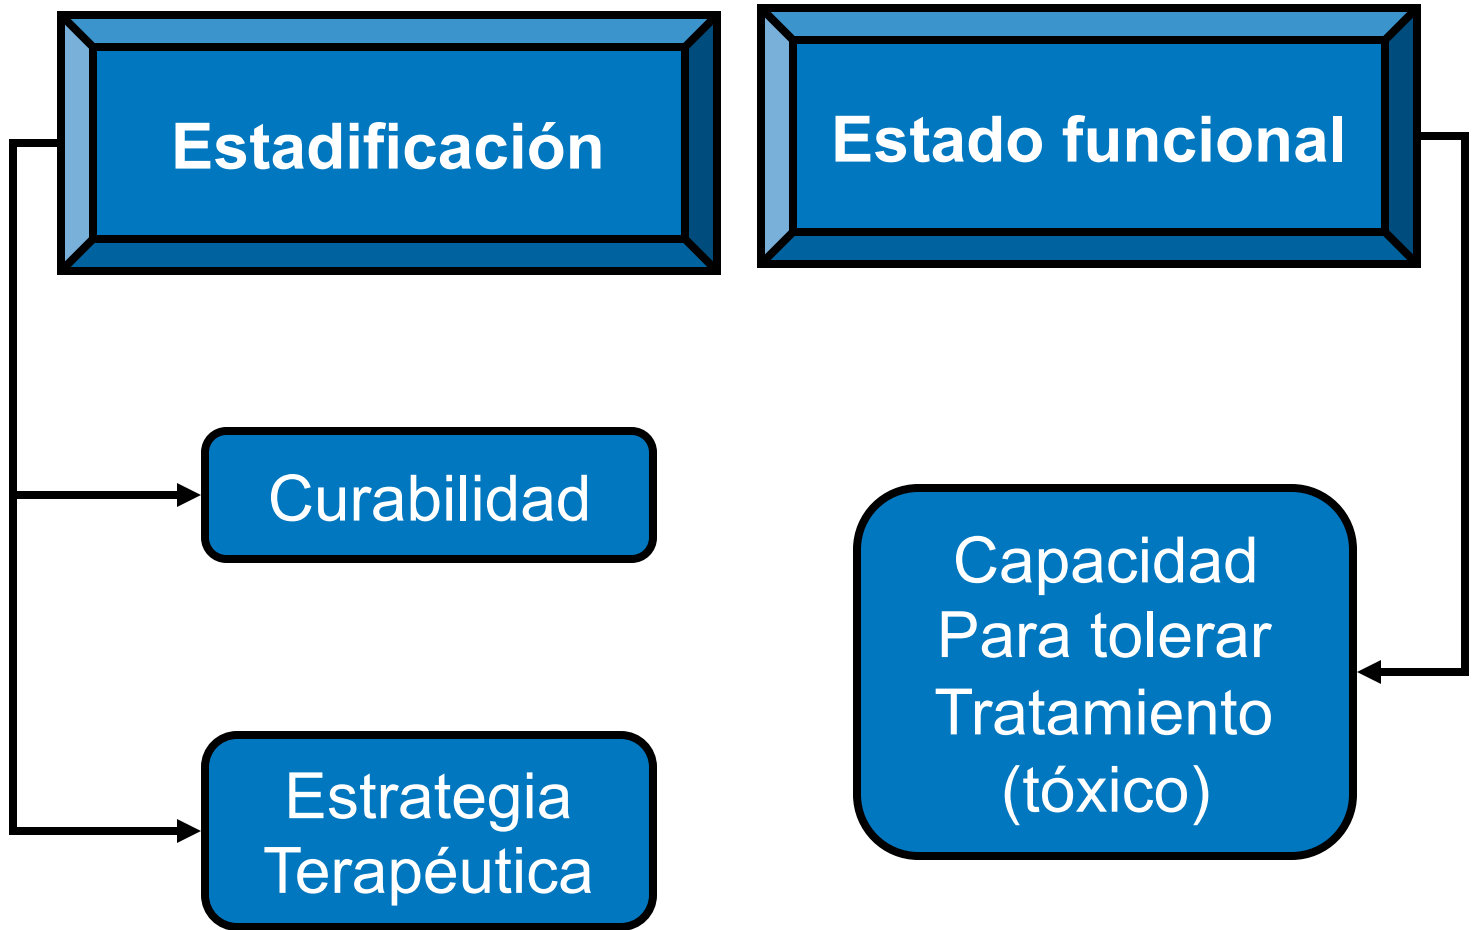 Estadificación
Estado funcional
Curabilidad
Estrategia
Terapéutica
Capacidad
Para tolerar
Tratamiento
(tóxico)